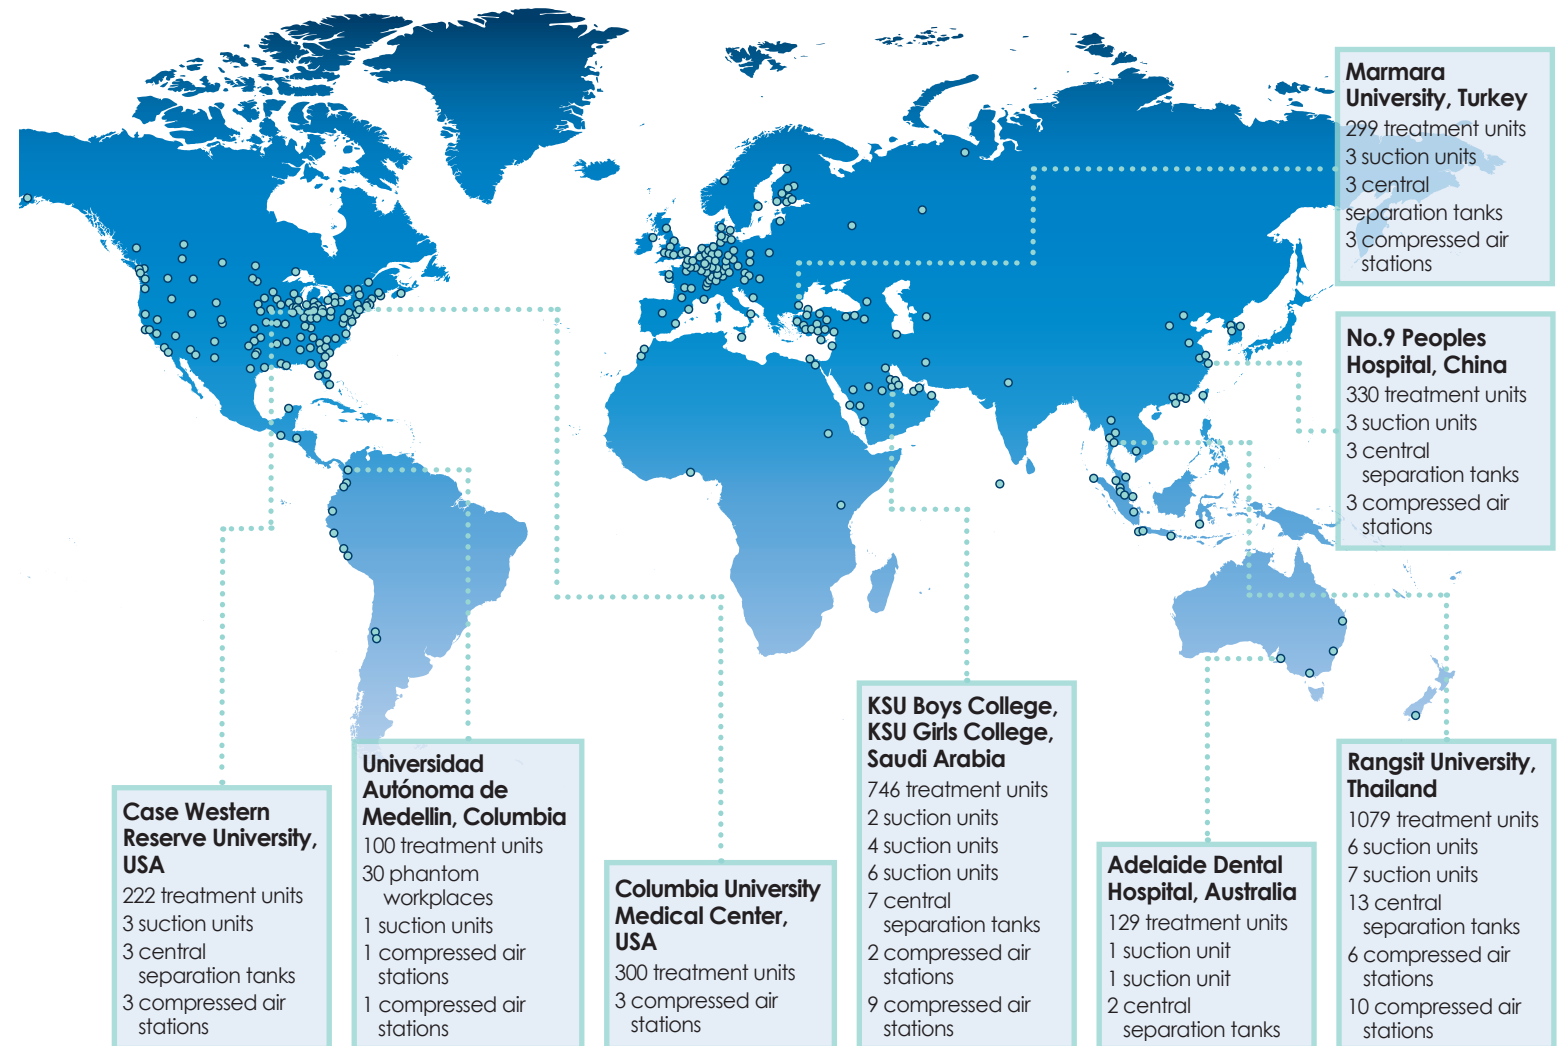 Marmara
University, Turkey
299 treatment units
3 suction units
3 central
separation tanks
3 compressed air
stations
No.9 Peoples
Hospital, China
330 treatment units
3 suction units
3 central
separation tanks
3 compressed air
stations
Case Western
Reserve University,
USA
222 treatment units
3 suction units
3 central
separation tanks
3 compressed air
stations
Universidad
Autónoma de
Medellin, Columbia
100 treatment units
30 phantom
workplaces
1 suction units
1 compressed air
stations
1 compressed air
stations
Columbia University
Medical Center,
USA
300 treatment units
3 compressed air
stations
KSU Boys College,
KSU Girls College,
Saudi Arabia
746 treatment units
2 suction units
4 suction units
6 suction units
7 central
separation tanks
2 compressed air
stations
9 compressed air
stations
Adelaide Dental
Hospital, Australia
129 treatment units
1 suction unit
1 suction unit
2 central
separation tanks
Rangsit University,
Thailand
1079 treatment units
6 suction units
7 suction units
13 central
separation tanks
6 compressed air
stations
10 compressed air
stations